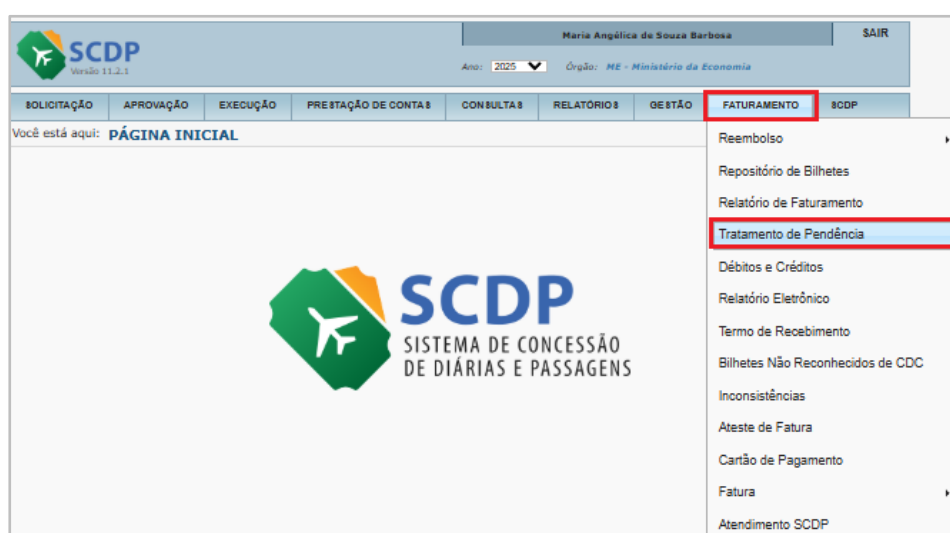 Maria Angélica de Souza Barbosa
SAIR
SCDP
Versão 11.2.1
Ano: 2025 Órgão: ME - Ministério da Economia
SOLICITAÇÃO APROVAÇÃO EXECUÇÃO PRESTAÇÃO DE CONTAS CONSULTAS RELATÓRIOS GESTÃO FATURAMENTO SCDP
Você está aqui: PÁGINA INICIAL
Reembolso
Repositório de Bilhetes
Relatório de Faturamento
Tratamento de Pendência
Débitos e Créditos
Relatório Eletrônico
Termo de Recebimento
Bilhetes Não Reconhecidos de CDC
Inconsistências
Ateste de Fatura
Cartão de Pagamento
Fatura
Atendimento SCDP
SCDP
SISTEMA DE CONCESSÃO
DE DIÁRIAS E PASSAGENS